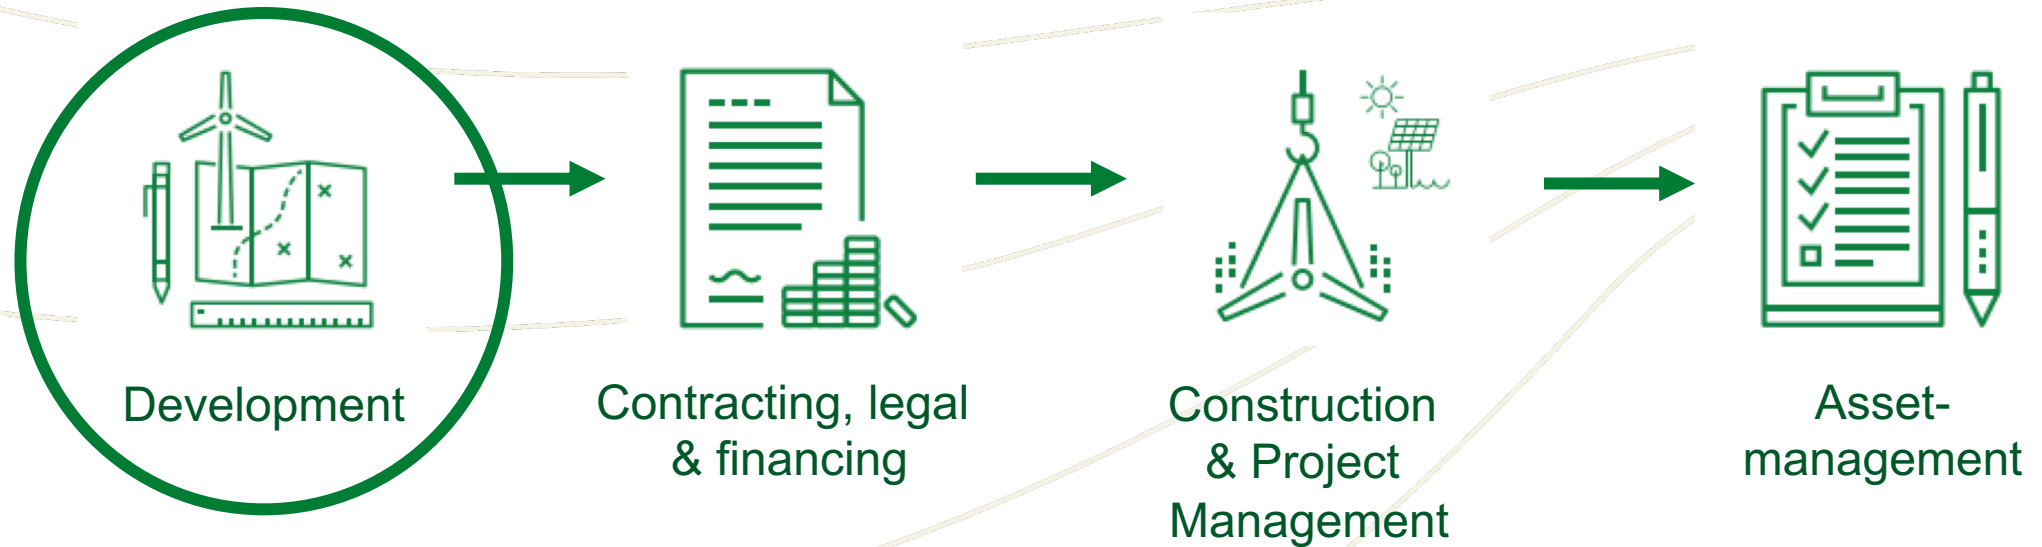 Development
Contracting, legal
& financing
Construction
& Project
Management
Asset-
management